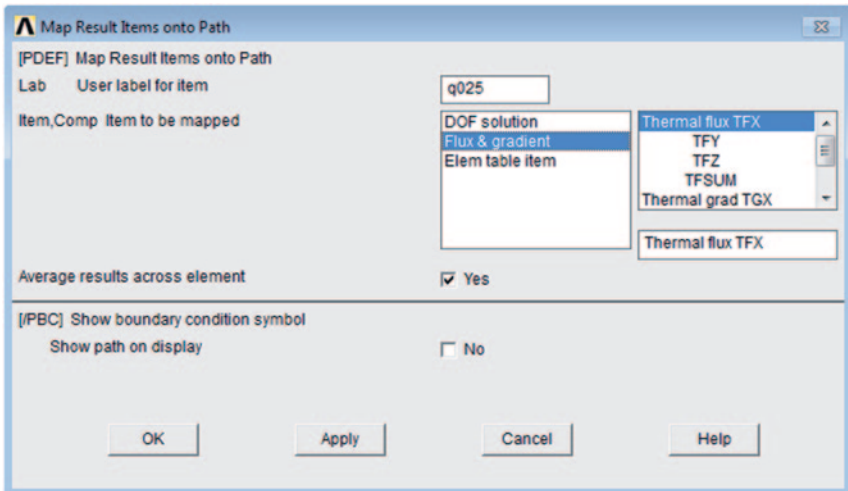 Map Result Items onto Path
[PDEF] Map Result Items onto Path
Lab User label for item q025
Item,Comp Item to be mapped
DOF solution
Flux & gradient
Elem table item
Thermal flux TFX
TFY
TFZ
TFSUM
Thermal grad TGX
Thermal flux TFX
Average results across element Yes
[/PBC] Show boundary condition symbol
Show path on display No
OK Apply Cancel Help